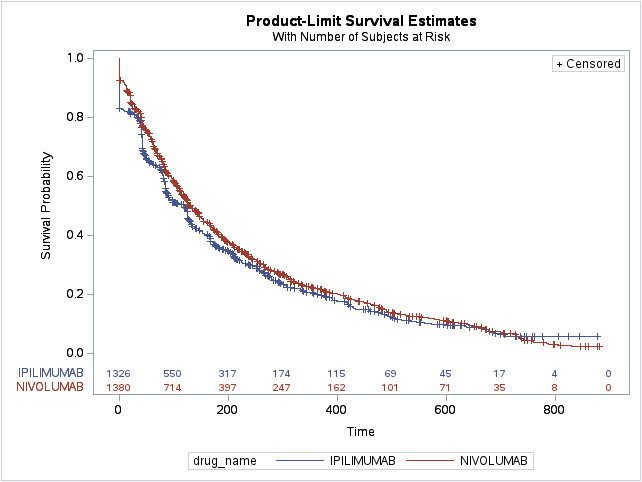 Product-Limit Survival Estimates
With Number of Subjects at Risk
+ Censored
Survival Probability
1.0
0.8
0.6
0.4
0.2
0.0
IPILIMUMAB 1326 550 317 174 115 69 45 17 4 0
NIVOLUMAB 1380 714 397 247 162 101 71 35 8 0
0 200 400 600 800
Time
drug_name IPILIMUMAB NIVOLUMAB